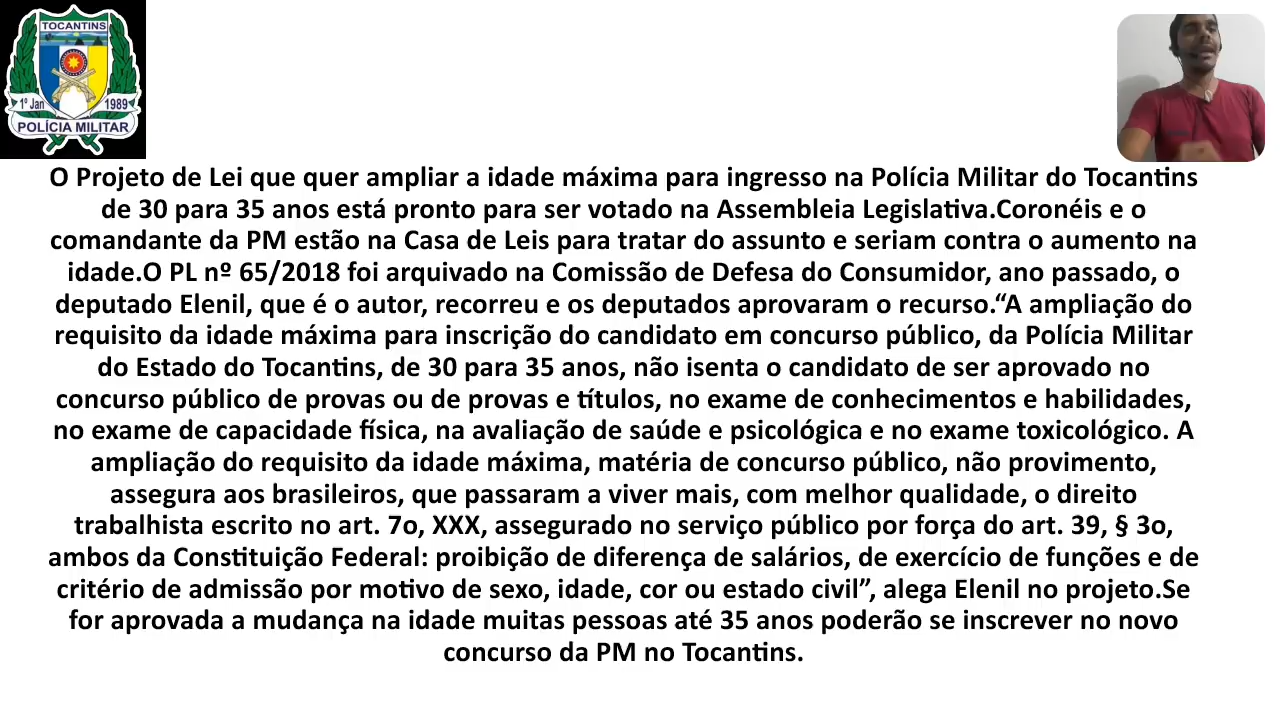 TOCANTINS
1º Jan 1989
POLÍCIA MILITAR
O Projeto de Lei que quer ampliar a idade máxima para ingresso na Polícia Militar do Tocantins
de 30 para 35 anos está pronto para ser votado na Assembleia Legislativa.Coronéis e o
comandante da PM estão na Casa de Leis para tratar do assunto e seriam contra o aumento na
idade.O PL nº 65/2018 foi arquivado na Comissão de Defesa do Consumidor, ano passado, o
deputado Elenil, que é o autor, recorreu e os deputados aprovaram o recurso.“A ampliação do
requisito da idade máxima para inscrição do candidato em concurso público, da Polícia Militar
do Estado do Tocantins, de 30 para 35 anos, não isenta o candidato de ser aprovado no
concurso público de provas ou de provas e títulos, no exame de conhecimentos e habilidades,
no exame de capacidade física, na avaliação de saúde e psicológica e no exame toxicológico. A
ampliação do requisito da idade máxima, matéria de concurso público, não provimento,
assegura aos brasileiros, que passaram a viver mais, com melhor qualidade, o direito
trabalhista escrito no art. 7o, XXX, assegurado no serviço público por força do art. 39, § 3o,
ambos da Constituição Federal: proibição de diferença de salários, de exercício de funções e de
critério de admissão por motivo de sexo, idade, cor ou estado civil”, alega Elenil no projeto.Se
for aprovada a mudança na idade muitas pessoas até 35 anos poderão se inscrever no novo
concurso da PM no Tocantins.